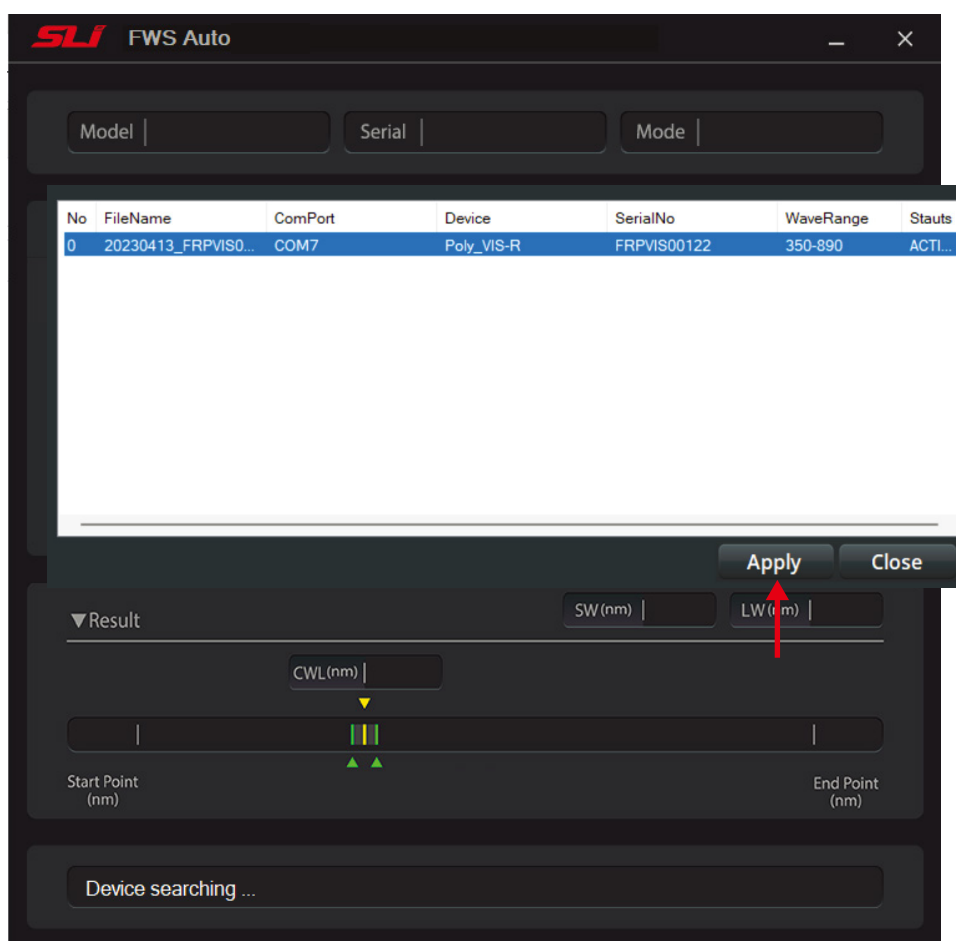 SLi FWS Auto
Model Serial Mode
No FileName ComPort Device SerialNo WaveRange Stauts
0 20230413_FRPVIS0... COM7 Poly_VIS-R FRPVIS00122 350-890 ACTI...
Apply Close
▼Result SW(nm) LW(nm)
CWL(nm)
Start Point End Point
(nm) (nm)
Device searching ...